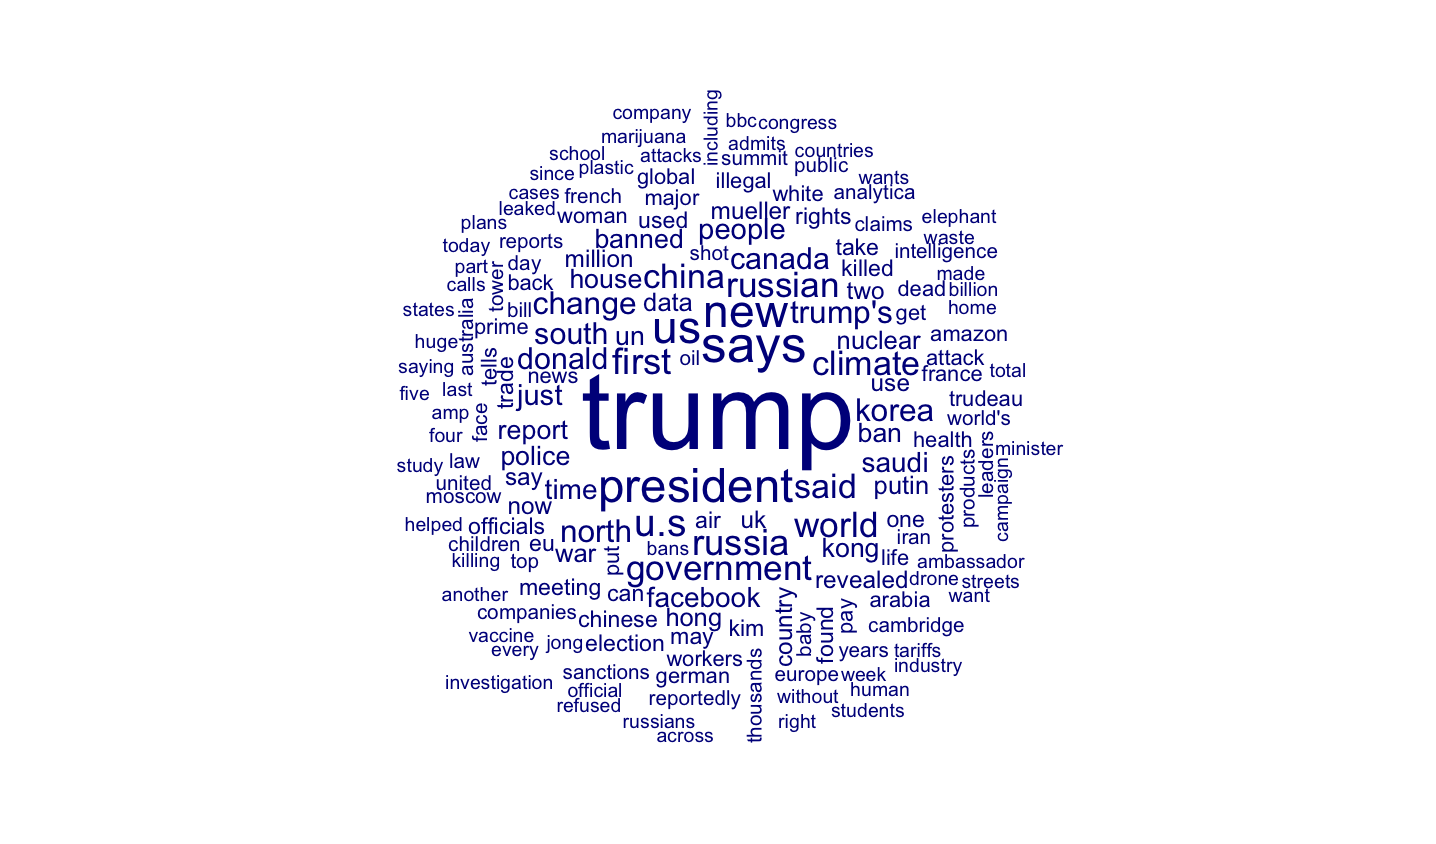 company
including
bbc
congress
marijuana
admits
school
attacks
summit
countries
public
since
plastic
global
illegal
wants
cases
french
major
white
analytica
leaked
woman
used
mueller
rights
claims
elephant
plans
today
reports
banned
people
take
waste
intelligence
part
day
million
shot
canada
killed
made
calls
tower
back
house
china
russian
two
dead
billion
states
bill
change
data
new
trump's
get
home
huge
australia
prime
south
un
us
says
nuclear
amazon
saying
tells
donald
first
oil
climate
attack
five
last
trade
news
just
trump
use
france
total
amp
face
korea
trudeau
world's
four
report
ban
health
minister
study
law
police
saudi
leaders
united
say
time
president
said
putin
protesters
products
campaign
moscow
now
helped
officials
north
u.s
air
uk
world
one
children
eu
war
bans
russia
kong
iran
killing
top
put
government
life
ambassador
another
meeting
can
facebook
revealed
drone
streets
companies
chinese
hong
country
arabia
want
vaccine
every
jong
election
may
kim
baby
found
pay
cambridge
workers
years
tariffs
investigation
sanctions
german
thousands
europe
week
industry
official
refused
reportedly
without
human
russians
right
students
across